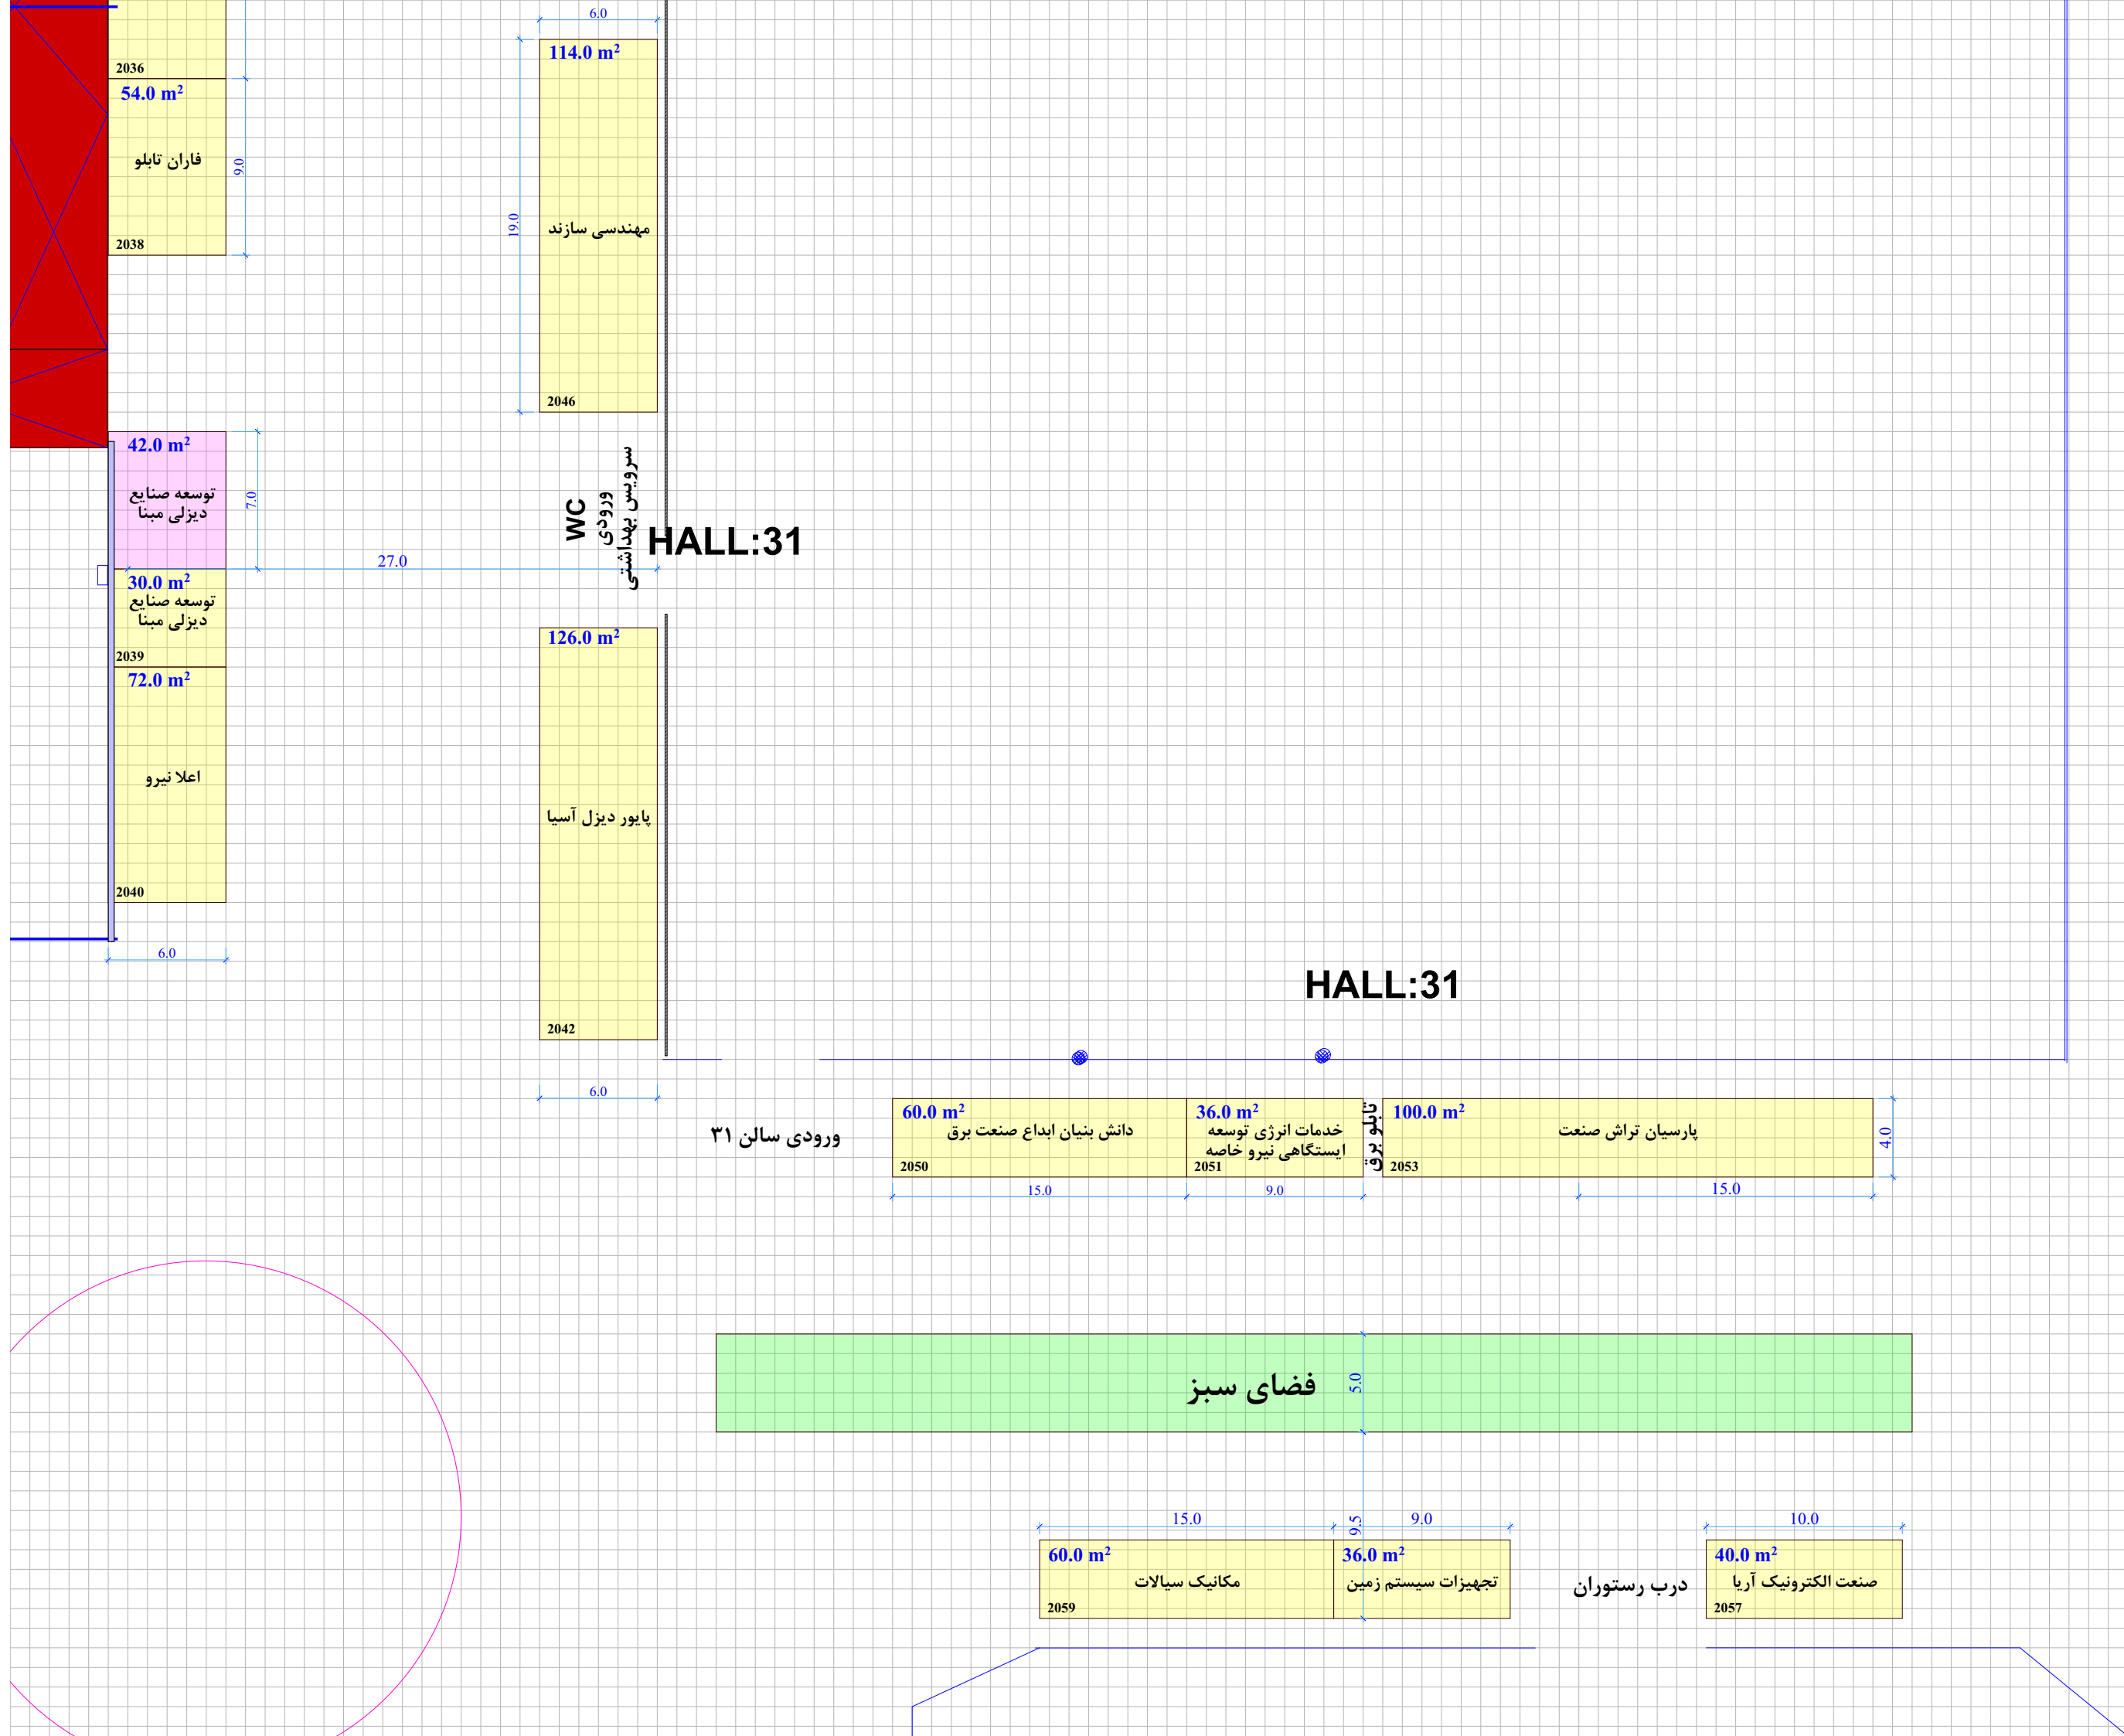 2036
54.0 m²
فاران تابلو
9.0
2038
6.0
114.0 m²
19.0
مهندسی سازند
2046
42.0 m²
توسعه صنایع
دیزلی مبنا
7.0
WC
ورودی
سرویس بهداشتی
HALL:31
27.0
30.0 m²
توسعه صنایع
دیزلی مبنا
2039
72.0 m²
اعلا نیرو
2040
6.0
126.0 m²
پایور دیزل آسیا
2042
6.0
HALL:31
ورودی سالن ۳۱
60.0 m²
دانش بنیان ابداع صنعت برق
2050
15.0
36.0 m²
خدمات انرژی توسعه
ایستگاهی نیرو خاصه
2051
9.0
تابلو برق
100.0 m²
پارسیان تراش صنعت
2053
4.0
15.0
فضای سبز
5.0
9.5
15.0
60.0 m²
مکانیک سیالات
2059
9.0
36.0 m²
تجهیزات سیستم زمین
درب رستوران
10.0
40.0 m²
صنعت الکترونیک آریا
2057